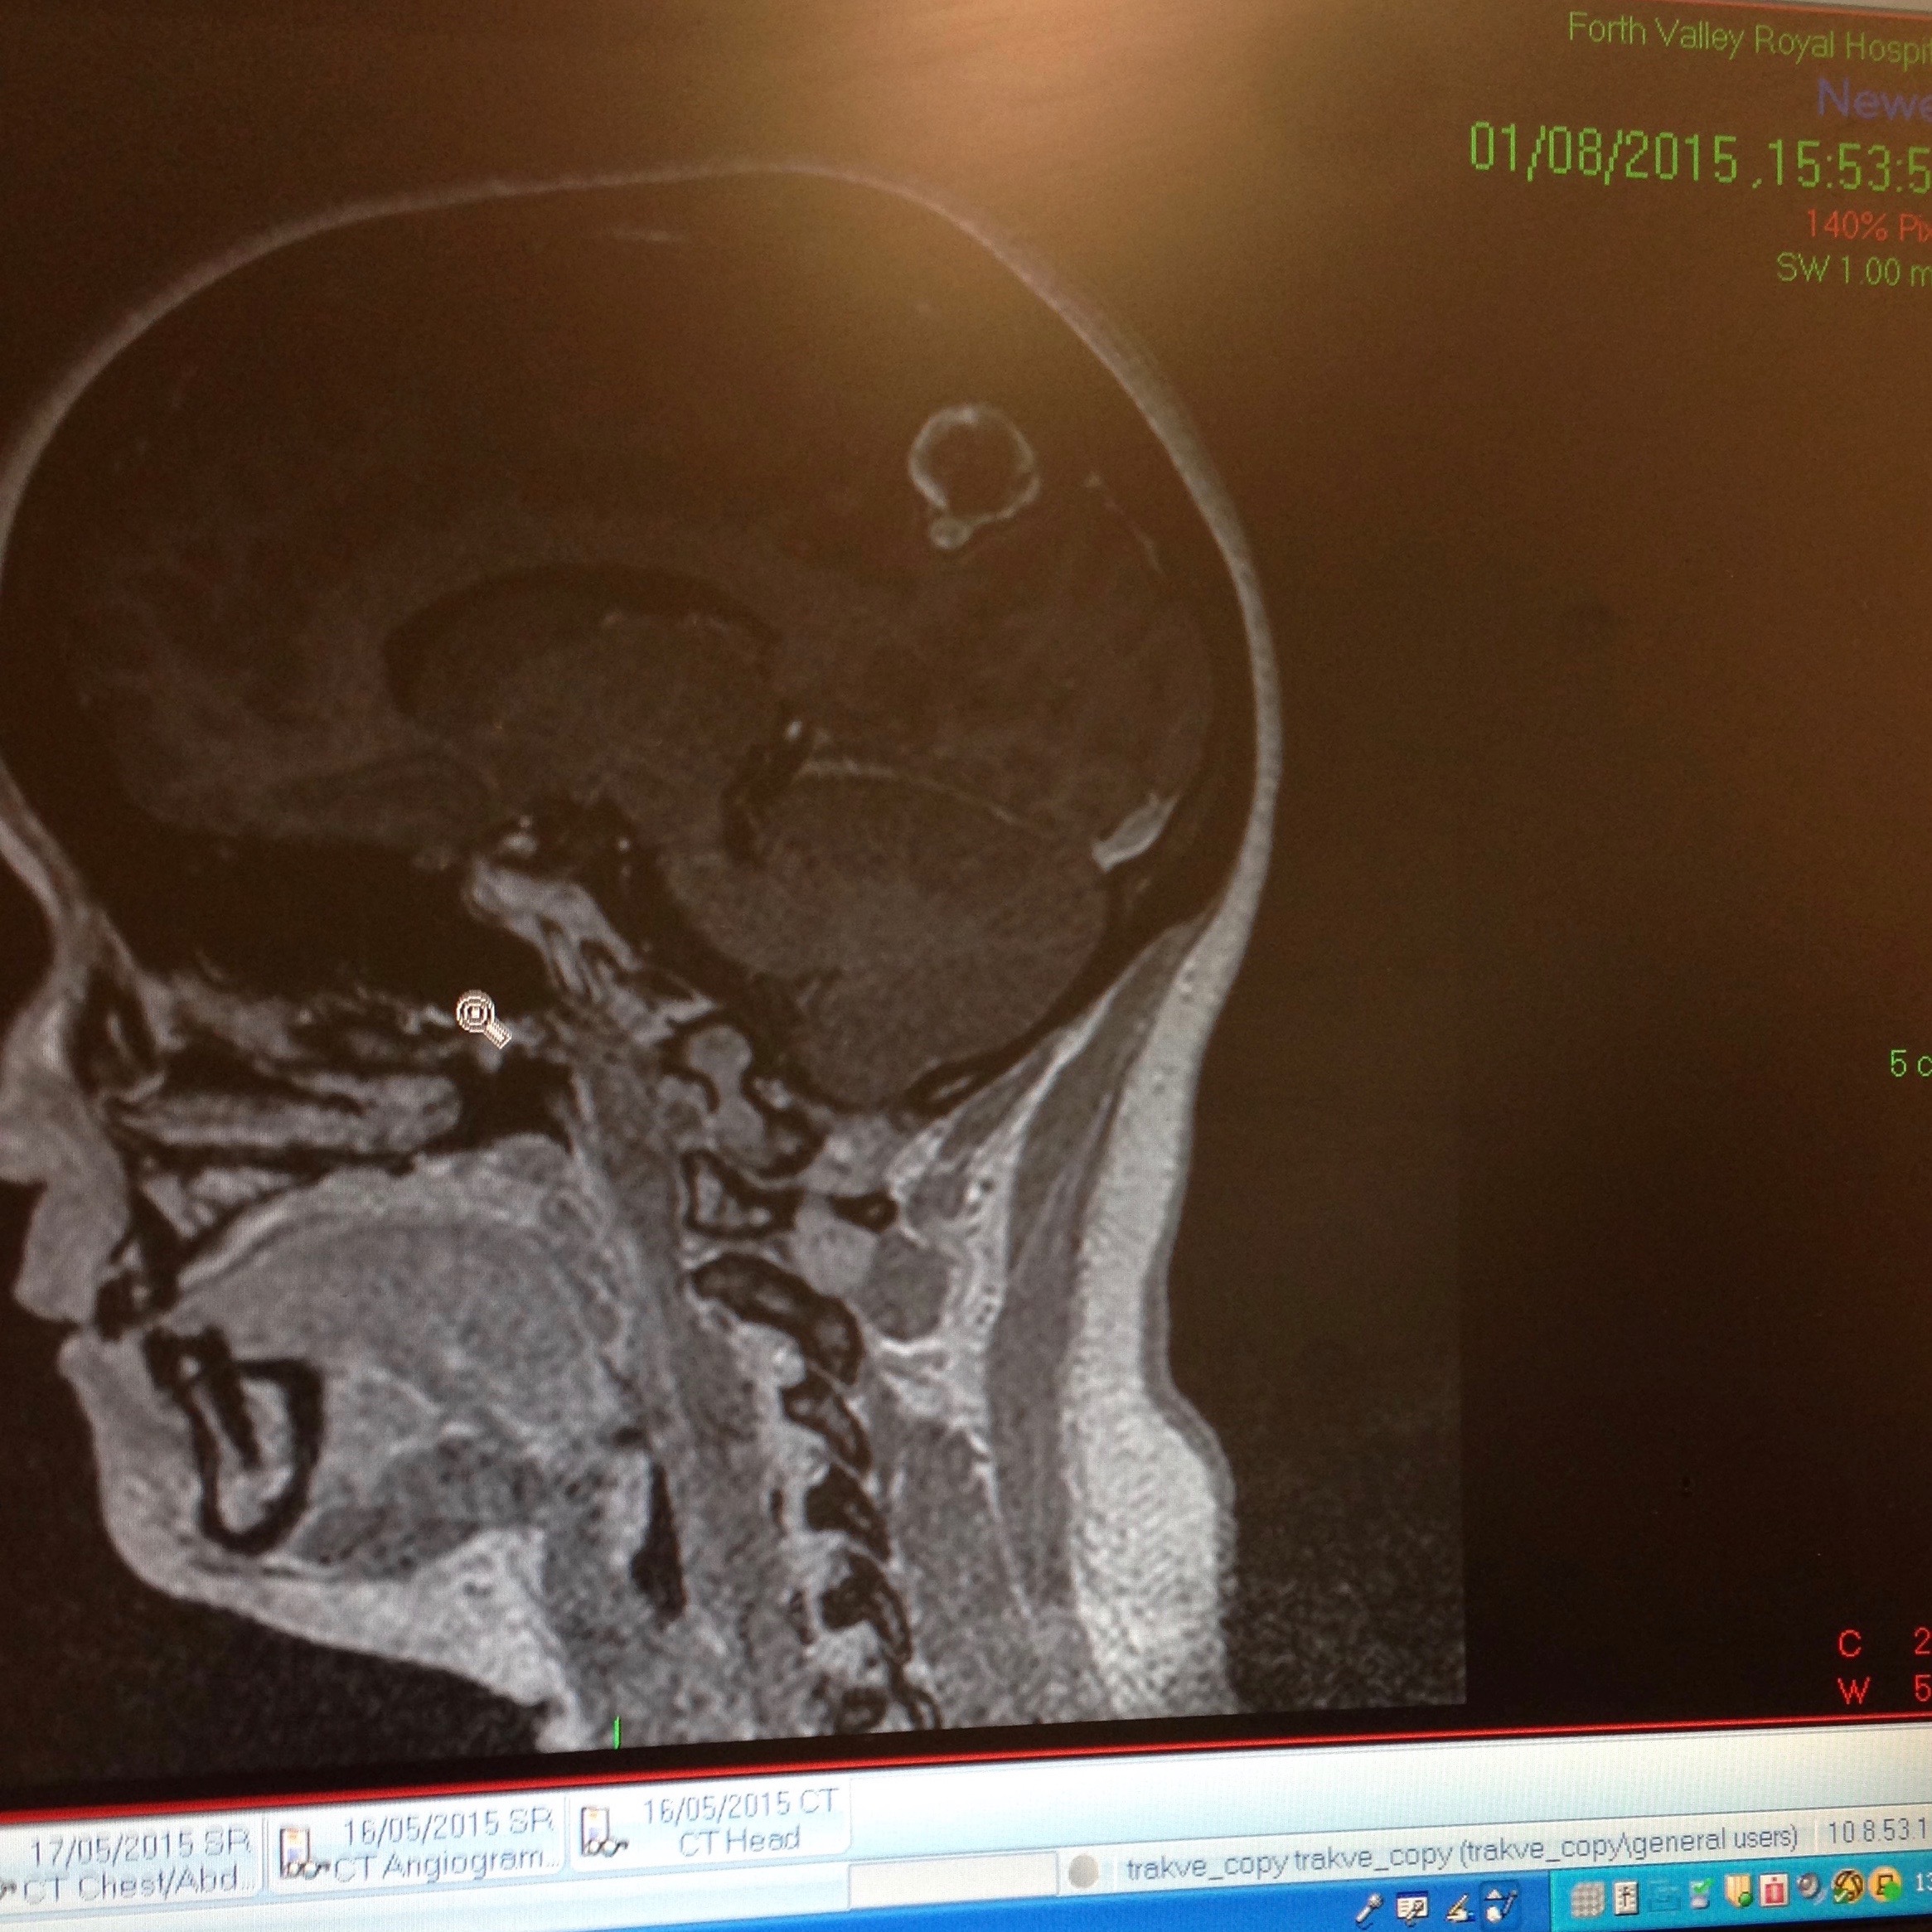 Forth Valley Royal Hospi
Newe
01/08/2015 ,15:53:5
140% Pix
SW 1.00 m
5 c
C 2
W 5
17/05/2015 SR
CT Chest/Abd...
16/05/2015 SR
CT Angiogram...
16/05/2015 CT
CT Head
trakve_copy trakve_copy (trakve_copy\general users)
10.8.53.1
13